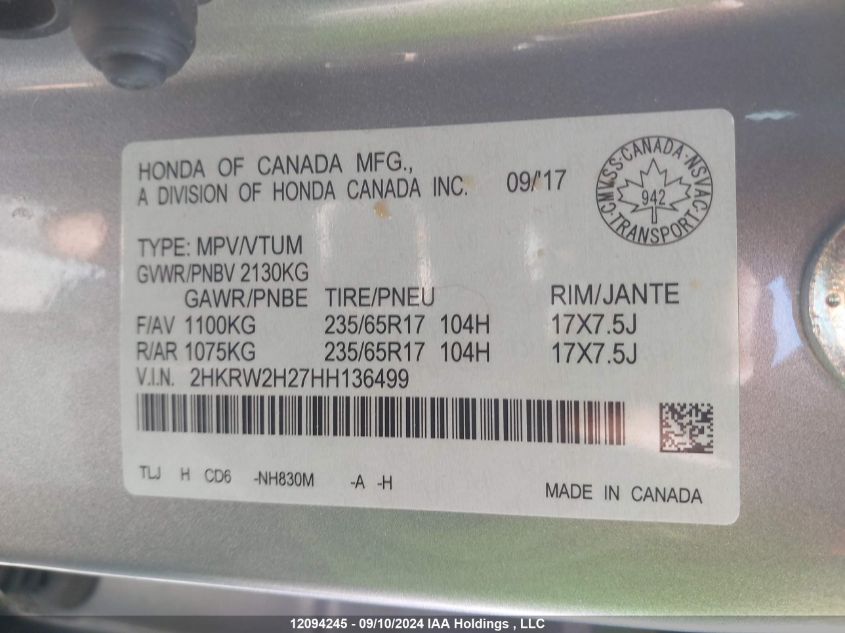 HONDA OF CANADA MFG.,
A DIVISION OF HONDA CANADA INC. 09/'17
CMVSS·CANADA·NSVAC
942
TRANSPORT
TYPE: MPV/VTUM
GVWR/PNBV 2130KG
GAWR/PNBE TIRE/PNEU RIM/JANTE
F/AV 1100KG 235/65R17 104H 17X7.5J
R/AR 1075KG 235/65R17 104H 17X7.5J
V.I.N. 2HKRW2H27HH136499
TLJ H CD6 -NH830M -A -H
MADE IN CANADA
12094245 - 09/10/2024 IAA Holdings , LLC